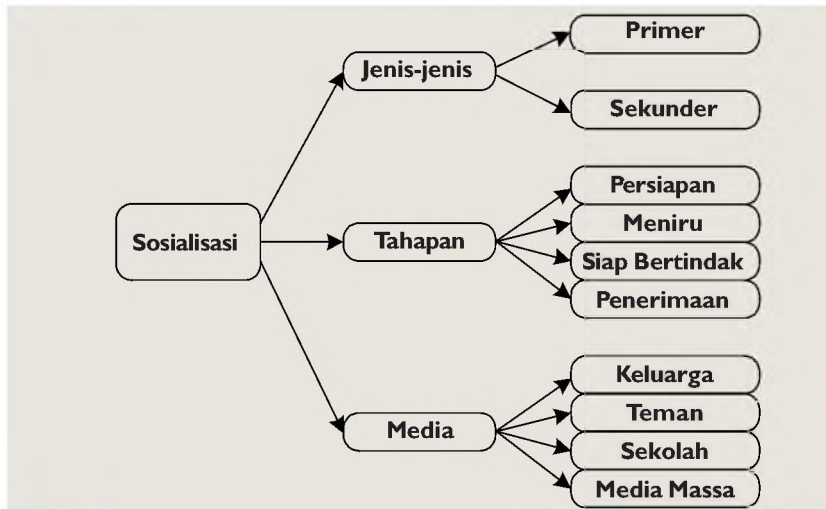 Sosialisasi
Jenis-jenis
Primer
Sekunder
Tahapan
Persiapan
Meniru
Siap Bertindak
Penerimaan
Media
Keluarga
Teman
Sekolah
Media Massa